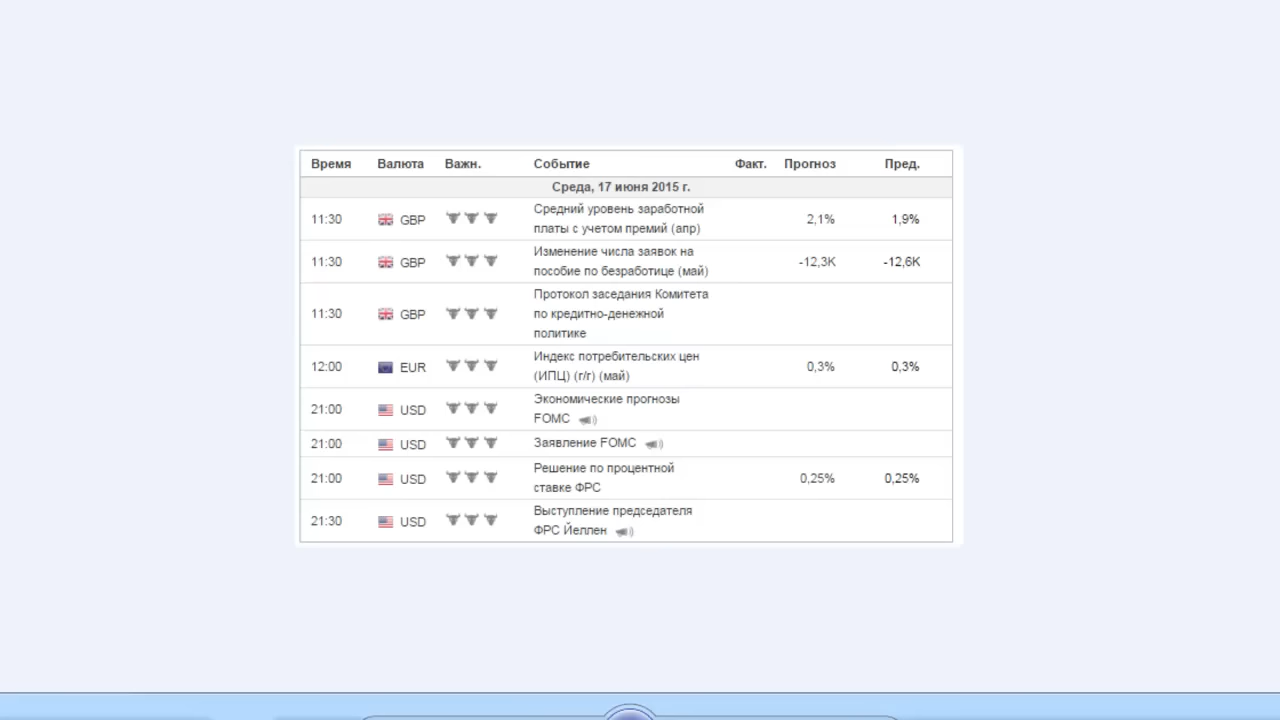 Время Валюта Важн. Событие Факт. Прогноз Пред.
Среда, 17 июня 2015 г.
11:30 GBP Средний уровень заработной 2,1% 1,9%
платы с учетом премий (апр)
11:30 GBP Изменение числа заявок на -12,3K -12,6K
пособие по безработице (май)
Протокол заседания Комитета
11:30 GBP по кредитно-денежной
политике
12:00 EUR Индекс потребительских цен 0,3% 0,3%
(ИПЦ) (г/г) (май)
21:00 USD Экономические прогнозы
FOMC
21:00 USD Заявление FOMC
21:00 USD Решение по процентной 0,25% 0,25%
ставке ФРС
21:30 USD Выступление председателя
ФРС Йеллен